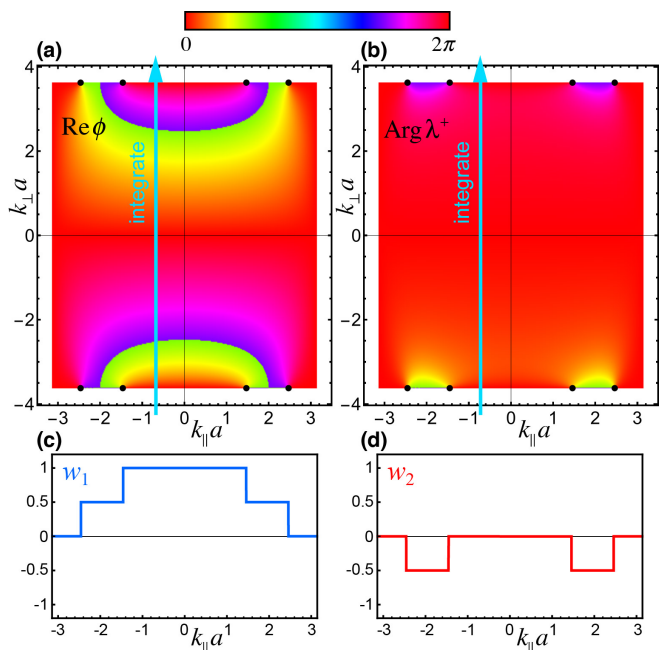 0 2π
(a) (b)
4 4
Re ϕ Arg λ⁺
2 2
k⊥a integrate k⊥a integrate
0 0
−2 −2
−4 −4
−3 −2 −1 0 1 2 3 −3 −2 −1 0 1 2 3
k∥a k∥a
(c) (d)
1 w₁ 1 w₂
0.5 0.5
0 0
-0.5 -0.5
-1 -1
-3 -2 -1 0 1 2 3 -3 -2 -1 0 1 2 3
k∥a k∥a